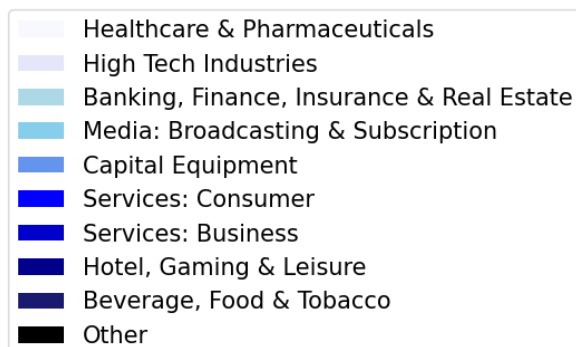 Healthcare & Pharmaceuticals
High Tech Industries
Banking, Finance, Insurance & Real Estate
Media: Broadcasting & Subscription
Capital Equipment
Services: Consumer
Services: Business
Hotel, Gaming & Leisure
Beverage, Food & Tobacco
Other